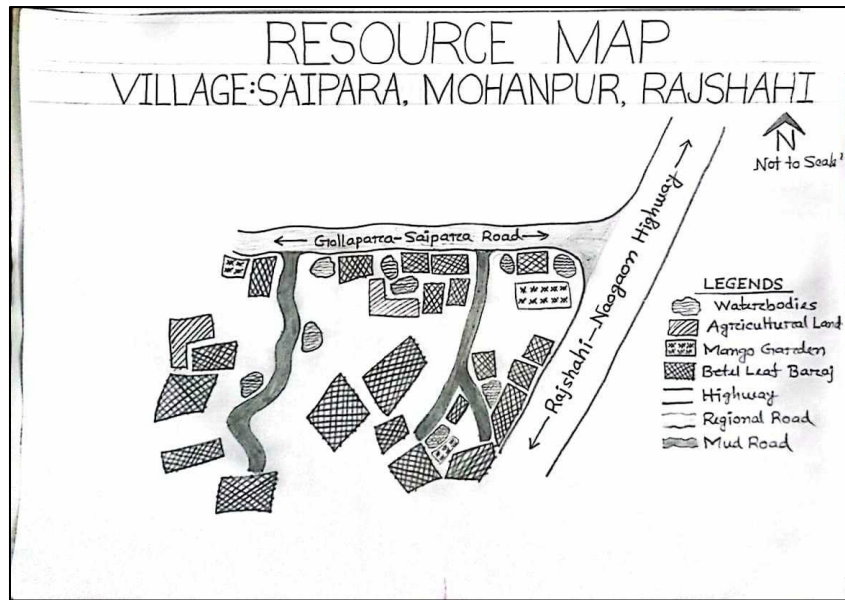 RESOURCE MAP
VILLAGE:SAIPARA, MOHANPUR, RAJSHAHI
N
Not to Scale
Gollapara-Saipara Road
Rajshahi-Naogaon Highway
LEGENDS
Waterbodies
Agricultural Land
Mango Garden
Betel Leaf Baraj
Highway
Regional Road
Mud Road